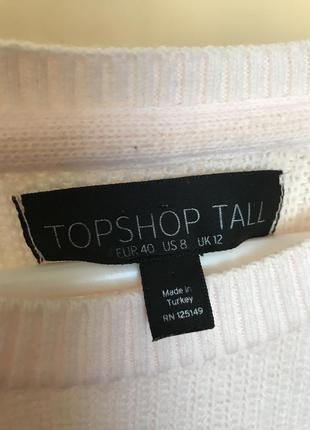 TOPSHOP TALL
EUR 40 US 8 UK 12
Made in
Turkey
RN 125149